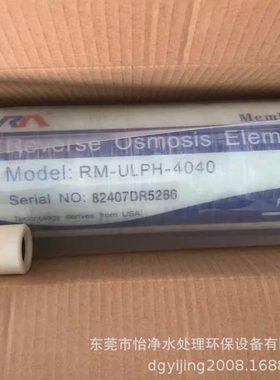 Memb
Reverse Osmosis Elem
Model: RM-ULPH-4040
Serial NO: 82407DR5266
Technology derives from USA
东莞市怡净水处理环保设备有
dgyijing2008.1688.